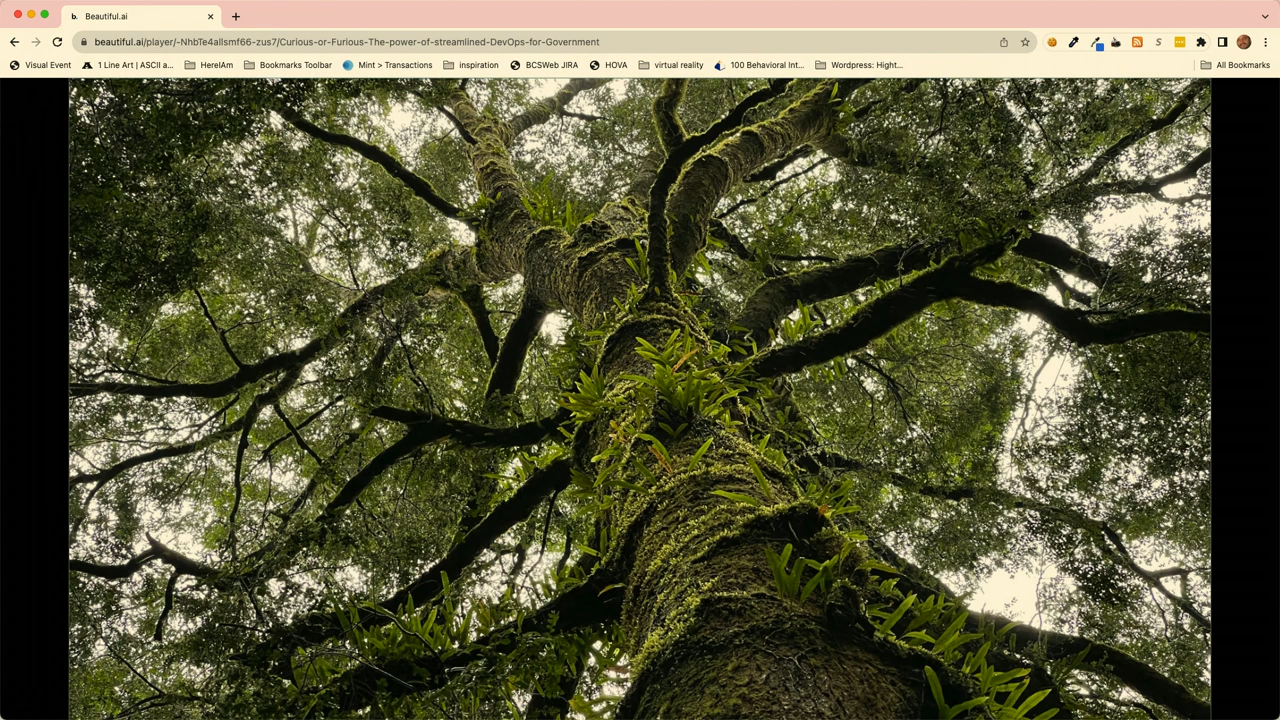 b. Beautiful.ai
beautiful.ai/player/-NhbTe4allsmf66-zus7/Curious-or-Furious-The-power-of-streamlined-DevOps-for-Government
Visual Event 1 Line Art | ASCII a... HereIAm Bookmarks Toolbar Mint > Transactions inspiration BCSWeb JIRA HOVA virtual reality 100 Behavioral Int... Wordpress: Hight... All Bookmarks